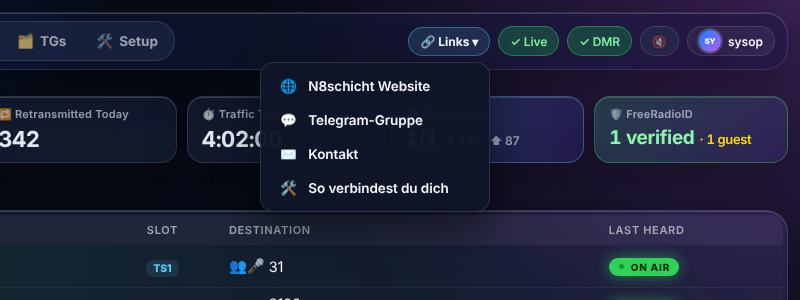 TGs
Setup
Links ▾
✓ Live
✓ DMR
SY
sysop
N8schicht Website
Telegram-Gruppe
Kontakt
So verbindest du dich
Retransmitted Today
342
Traffic
4:02:00
1/1
87
FreeRadioID
1 verified · 1 guest
SLOT
DESTINATION
LAST HEARD
TS1
31
ON AIR